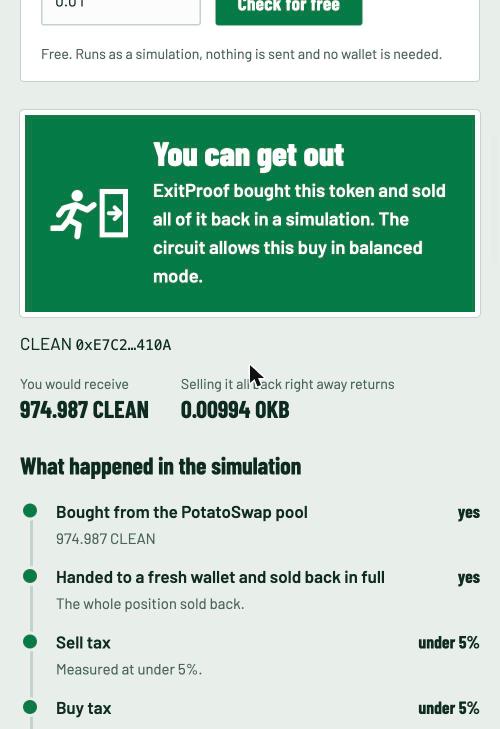 0.01
Check for free
Free. Runs as a simulation, nothing is sent and no wallet is needed.
You can get out
ExitProof bought this token and sold
all of it back in a simulation. The
circuit allows this buy in balanced
mode.
CLEAN 0xE7C2…410A
You would receive
974.987 CLEAN
Selling it all back right away returns
0.00994 OKB
What happened in the simulation
Bought from the PotatoSwap pool yes
974.987 CLEAN
Handed to a fresh wallet and sold back in full yes
The whole position sold back.
Sell tax under 5%
Measured at under 5%.
Buy tax under 5%